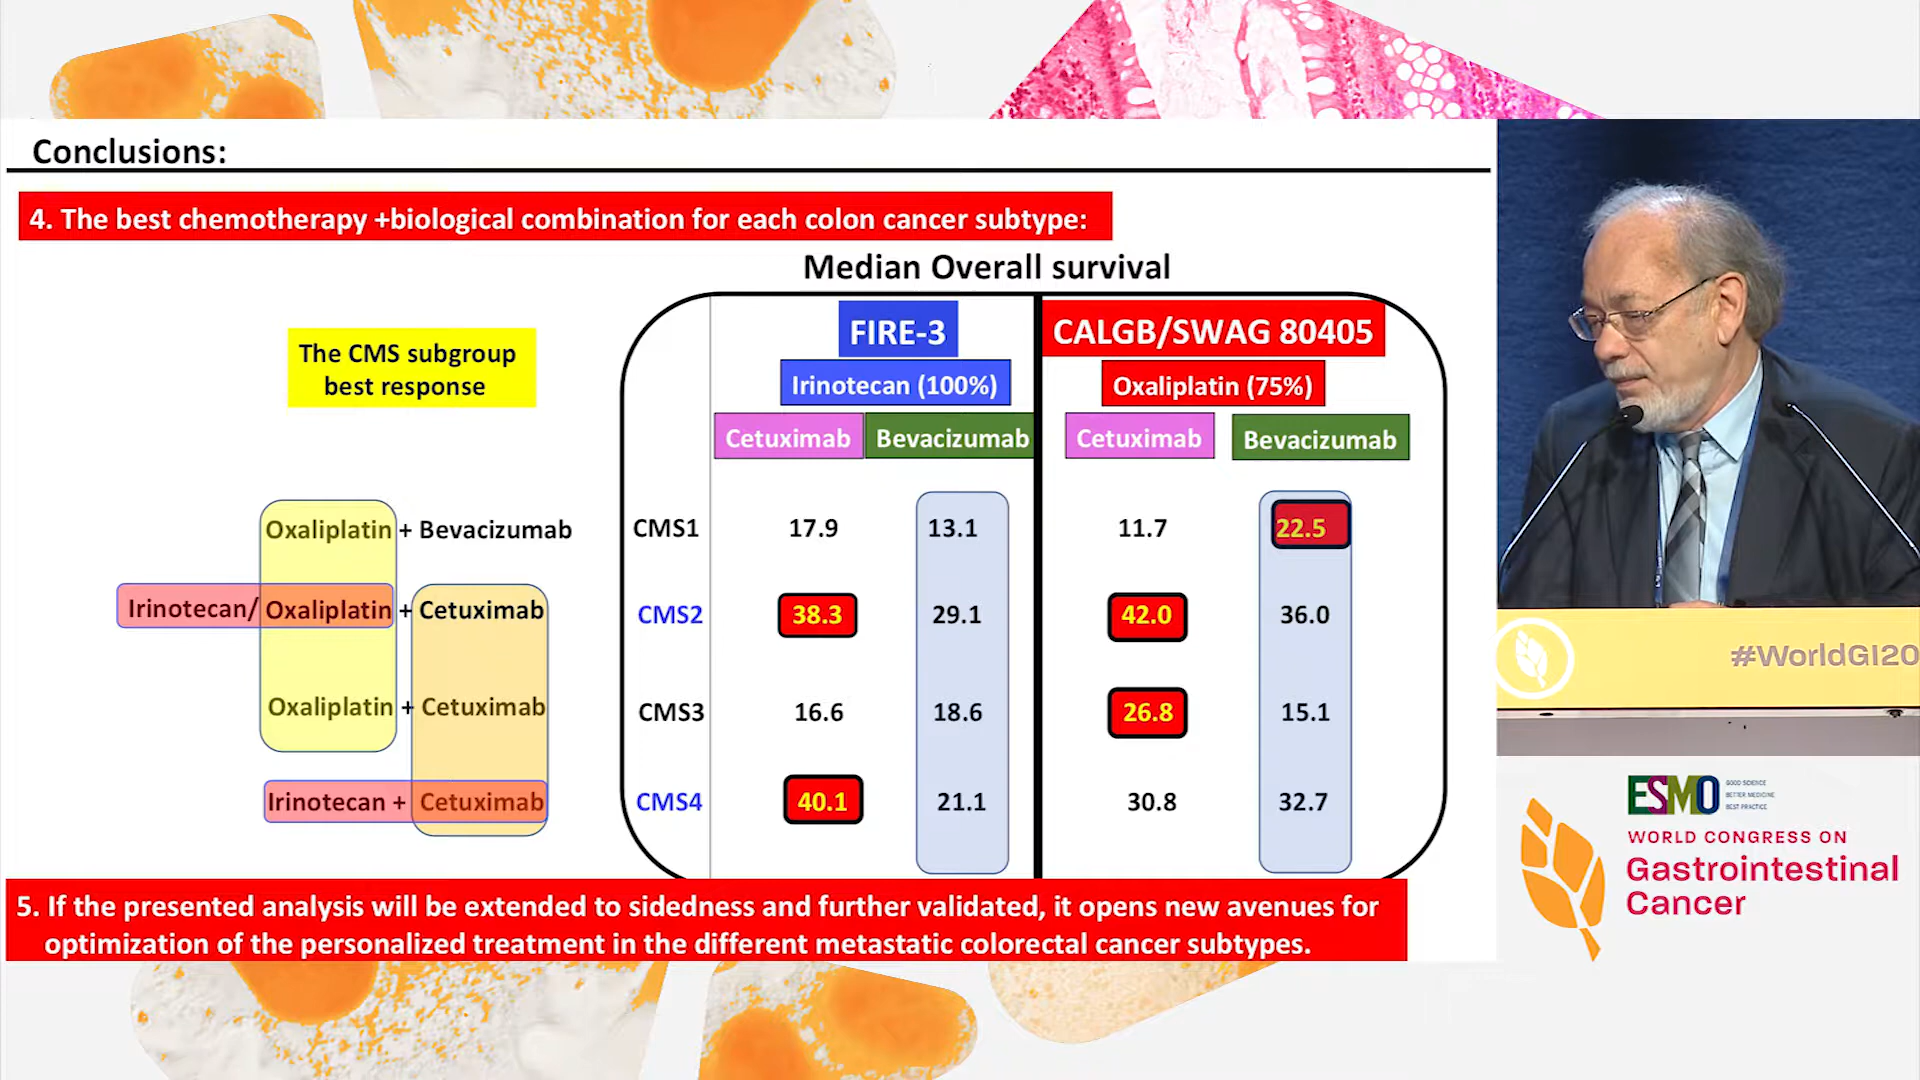 Conclusions:
4. The best chemotherapy +biological combination for each colon cancer subtype:
Median Overall survival
The CMS subgroup
best response
FIRE-3
CALGB/SWAG 80405
Irinotecan (100%)
Oxaliplatin (75%)
Cetuximab Bevacizumab Cetuximab Bevacizumab
Oxaliplatin + Bevacizumab CMS1 17.9 13.1 11.7 22.5
Irinotecan/ Oxaliplatin + Cetuximab CMS2 38.3 29.1 42.0 36.0
Oxaliplatin + Cetuximab CMS3 16.6 18.6 26.8 15.1
Irinotecan + Cetuximab CMS4 40.1 21.1 30.8 32.7
5. If the presented analysis will be extended to sidedness and further validated, it opens new avenues for
optimization of the personalized treatment in the different metastatic colorectal cancer subtypes.
#WorldGI20
ESMO
GOOD SCIENCE
BETTER MEDICINE
BEST PRACTICE
WORLD CONGRESS ON
Gastrointestinal
Cancer